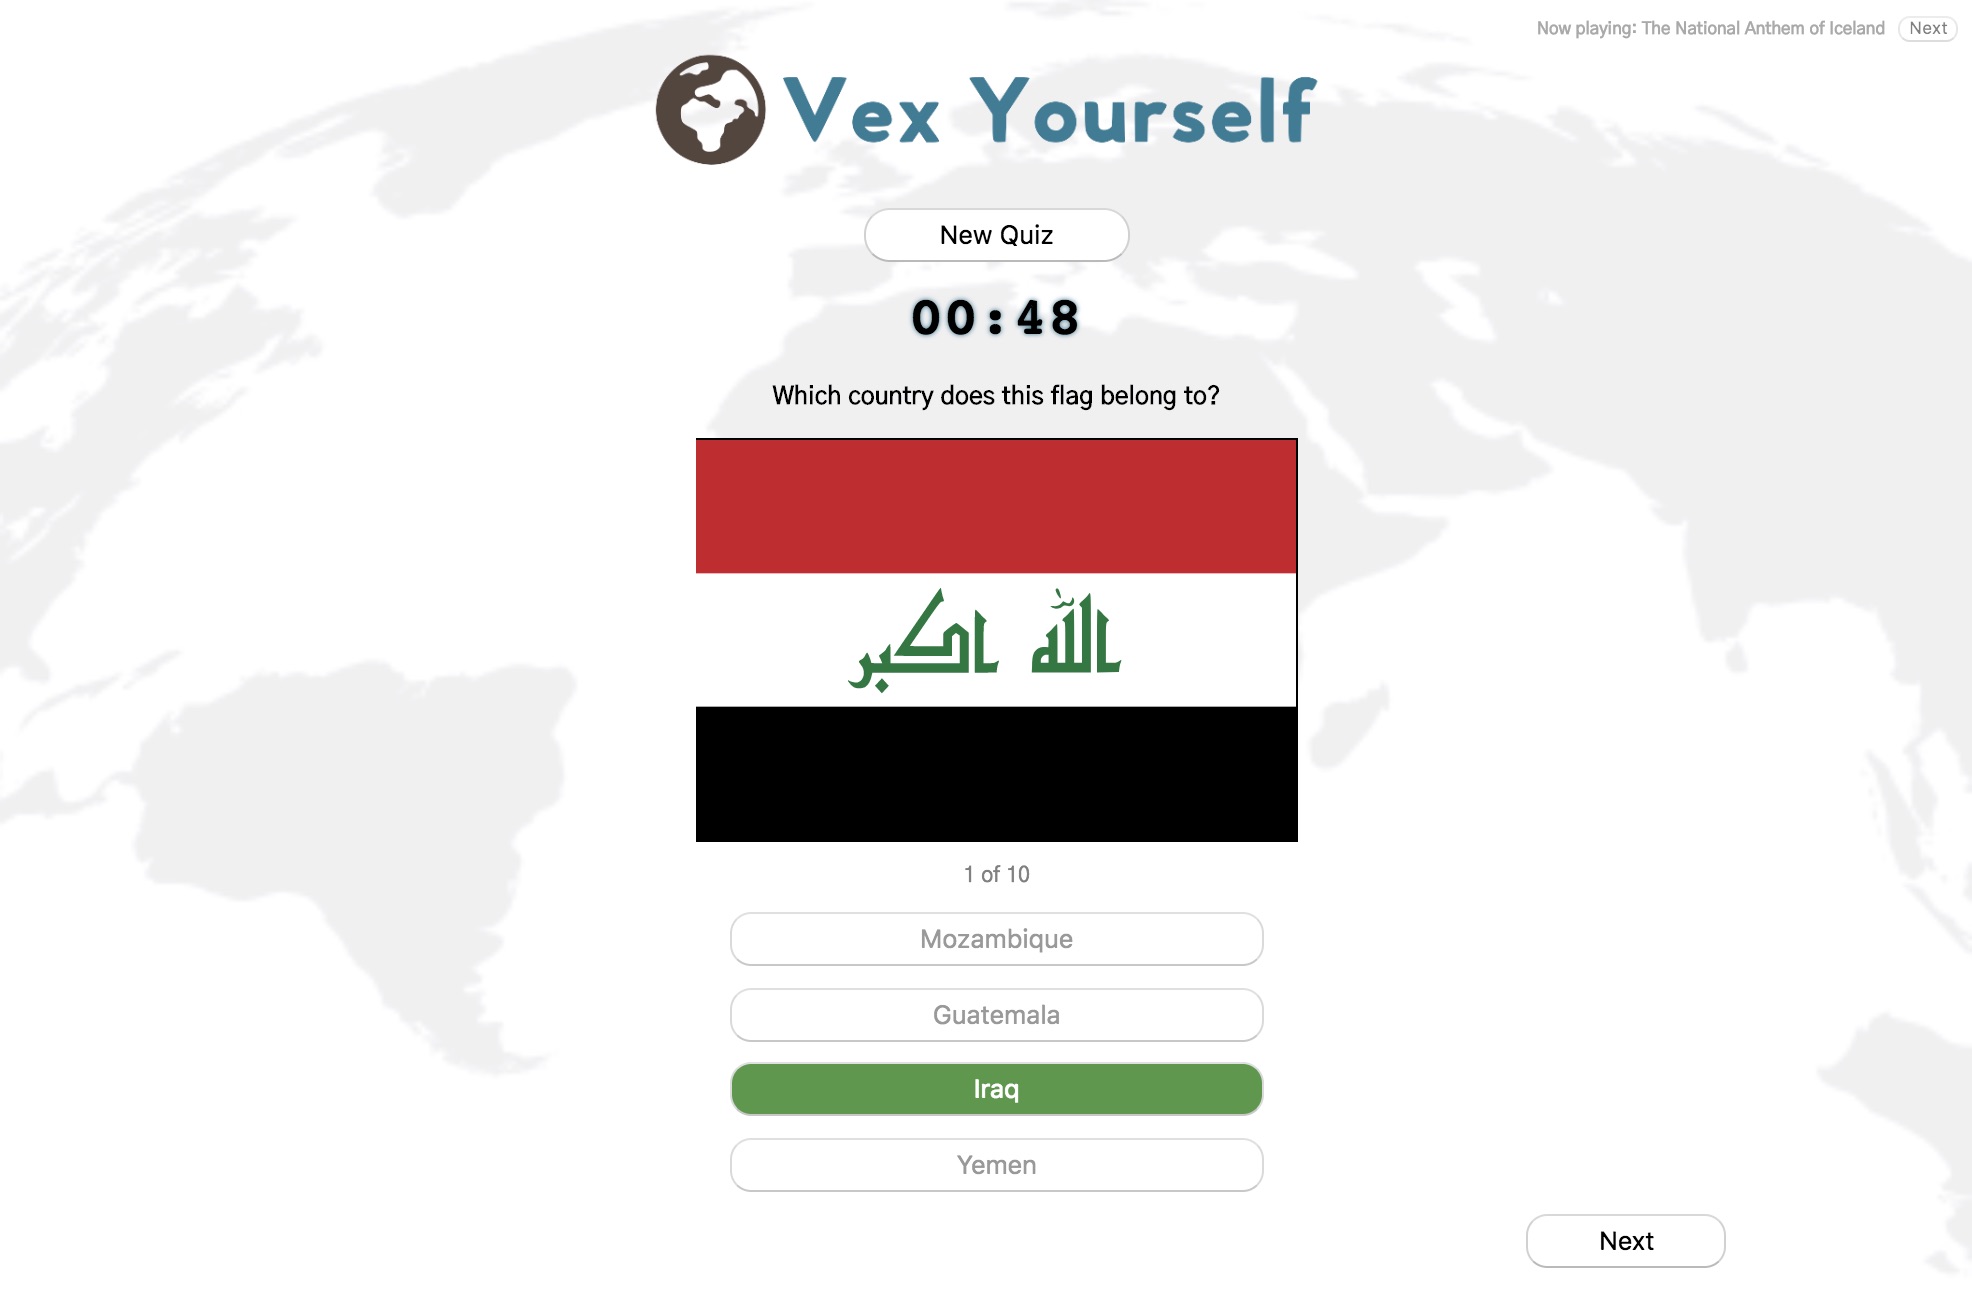 Now playing: The National Anthem of Iceland Next
Vex Yourself
New Quiz
00:48
Which country does this flag belong to?
الله اكبر
1 of 10
Mozambique
Guatemala
Iraq
Yemen
Next